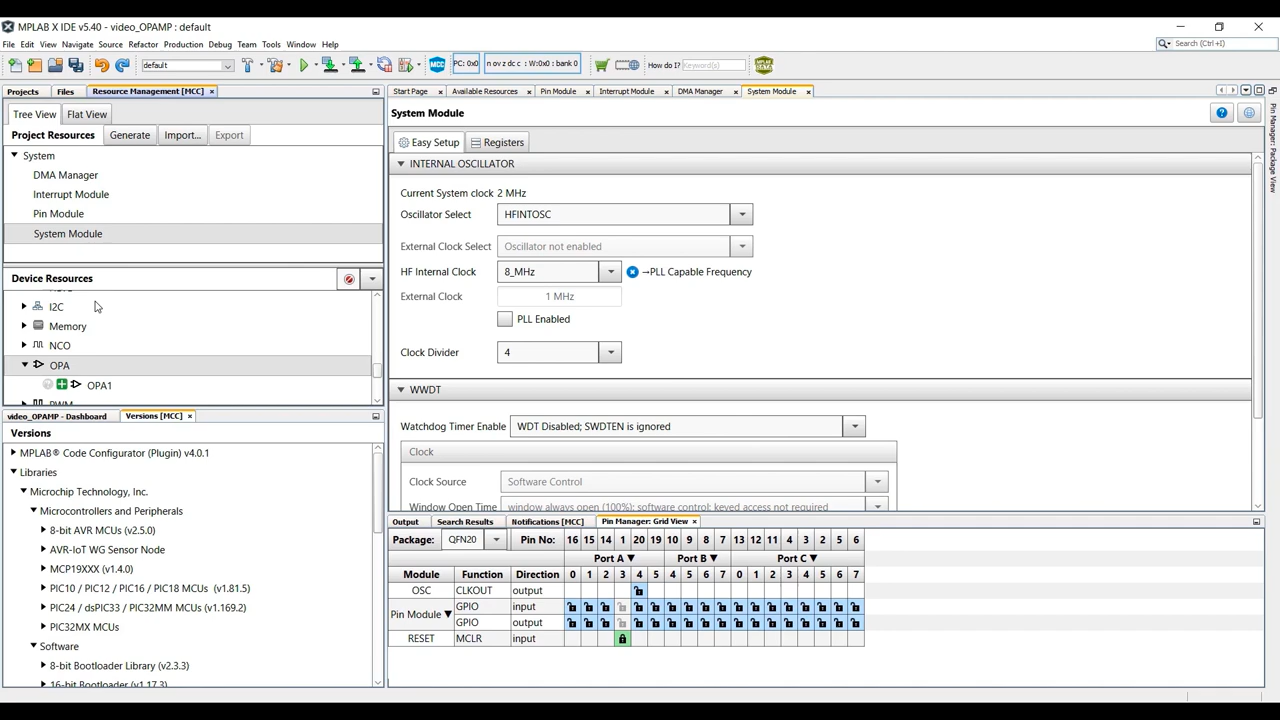 MPLAB X IDE v5.40 - video_OPAMP : default
File Edit View Navigate Source Refactor Production Debug Team Tools Window Help
Search (Ctrl+I)
default
PC: 0x0
n ov z dc c : W:0x0 : bank 0
How do I? Keyword(s)
Projects Files Resource Management [MCC] ×
Tree View Flat View
Project Resources Generate Import... Export
System
DMA Manager
Interrupt Module
Pin Module
System Module
Device Resources
I2C
Memory
NCO
OPA
OPA1
PWM
video_OPAMP - Dashboard Versions [MCC] ×
Versions
MPLAB® Code Configurator (Plugin) v4.0.1
Libraries
Microchip Technology, Inc.
Microcontrollers and Peripherals
8-bit AVR MCUs (v2.5.0)
AVR-IoT WG Sensor Node
MCP19XXX (v1.4.0)
PIC10 / PIC12 / PIC16 / PIC18 MCUs (v1.81.5)
PIC24 / dsPIC33 / PIC32MM MCUs (v1.169.2)
PIC32MX MCUs
Software
8-bit Bootloader Library (v2.3.3)
16-bit Bootloader (v1.17.3)
Start Page × Available Resources × Pin Module × Interrupt Module × DMA Manager × System Module ×
System Module
Easy Setup Registers
INTERNAL OSCILLATOR
Current System clock 2 MHz
Oscillator Select HFINTOSC
External Clock Select Oscillator not enabled
HF Internal Clock 8_MHz →PLL Capable Frequency
External Clock 1 MHz
PLL Enabled
Clock Divider 4
WWDT
Watchdog Timer Enable WDT Disabled; SWDTEN is ignored
Clock
Clock Source Software Control
Window Open Time window always open (100%); software control; keyed access not required
Output Search Results Notifications [MCC] Pin Manager: Grid View ×
Package: QFN20 Pin No: 16 15 14 1 20 19 10 9 8 7 13 12 11 4 3 2 5 6
Port A ▼ Port B ▼ Port C ▼
Module Function Direction 0 1 2 3 4 5 4 5 6 7 0 1 2 3 4 5 6 7
OSC CLKOUT output
Pin Module ▼ GPIO input
GPIO output
RESET MCLR input
Pin Manager: Package View